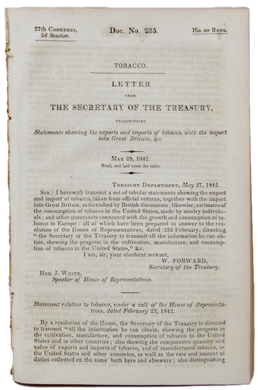 27th Congress,
2d Session.
Doc. No. 235.
Ho. of Reps.
TOBACCO.
LETTER
FROM
THE SECRETARY OF THE TREASURY,
TRANSMITTING
Statements showing the exports and imports of tobacco, with the import
into Great Britain, &c.
May 28, 1842.
Read, and laid upon the table.
Treasury Department, May 27, 1842.
Sir: I herewith transmit a set of tabular statements showing the export
and import of tobacco, taken from official returns, together with the import
into Great Britain, as furnished by British documents; likewise, estimates
of the consumption of tobacco in the United States, made by sundry individ-
uals; and other statements connected with the growth and consumption of to-
bacco in Europe: all of which have been prepared in answer to the reso-
lution of the House of Representatives, dated 23d February, directing
"the Secretary of the Treasury to transmit all the information he can ob-
tain, showing the progress in the cultivation, manufacture, and consump-
tion of tobacco in the United States," &c.
I am, sir, your obedient servant,
W. FORWARD,
Secretary of the Treasury.
Hon. J. White,
Speaker of House of Representatives.
Statement relative to tobacco, under a call of the House of Representa-
tives, dated February 23, 1842.
By a resolution of the House, the Secretary of the Treasury is directed
to transmit "all the information he can obtain, showing the progress in
the cultivation, manufacture, and consumption of tobacco in the United
States and in other countries; also showing the comparative quantity and
value of exports and imports of tobacco, and of manufactured tobacco, in
the United States and other countries, as well as the rate and amount of
duties collected on the same both here and elsewhere; also distinguishing